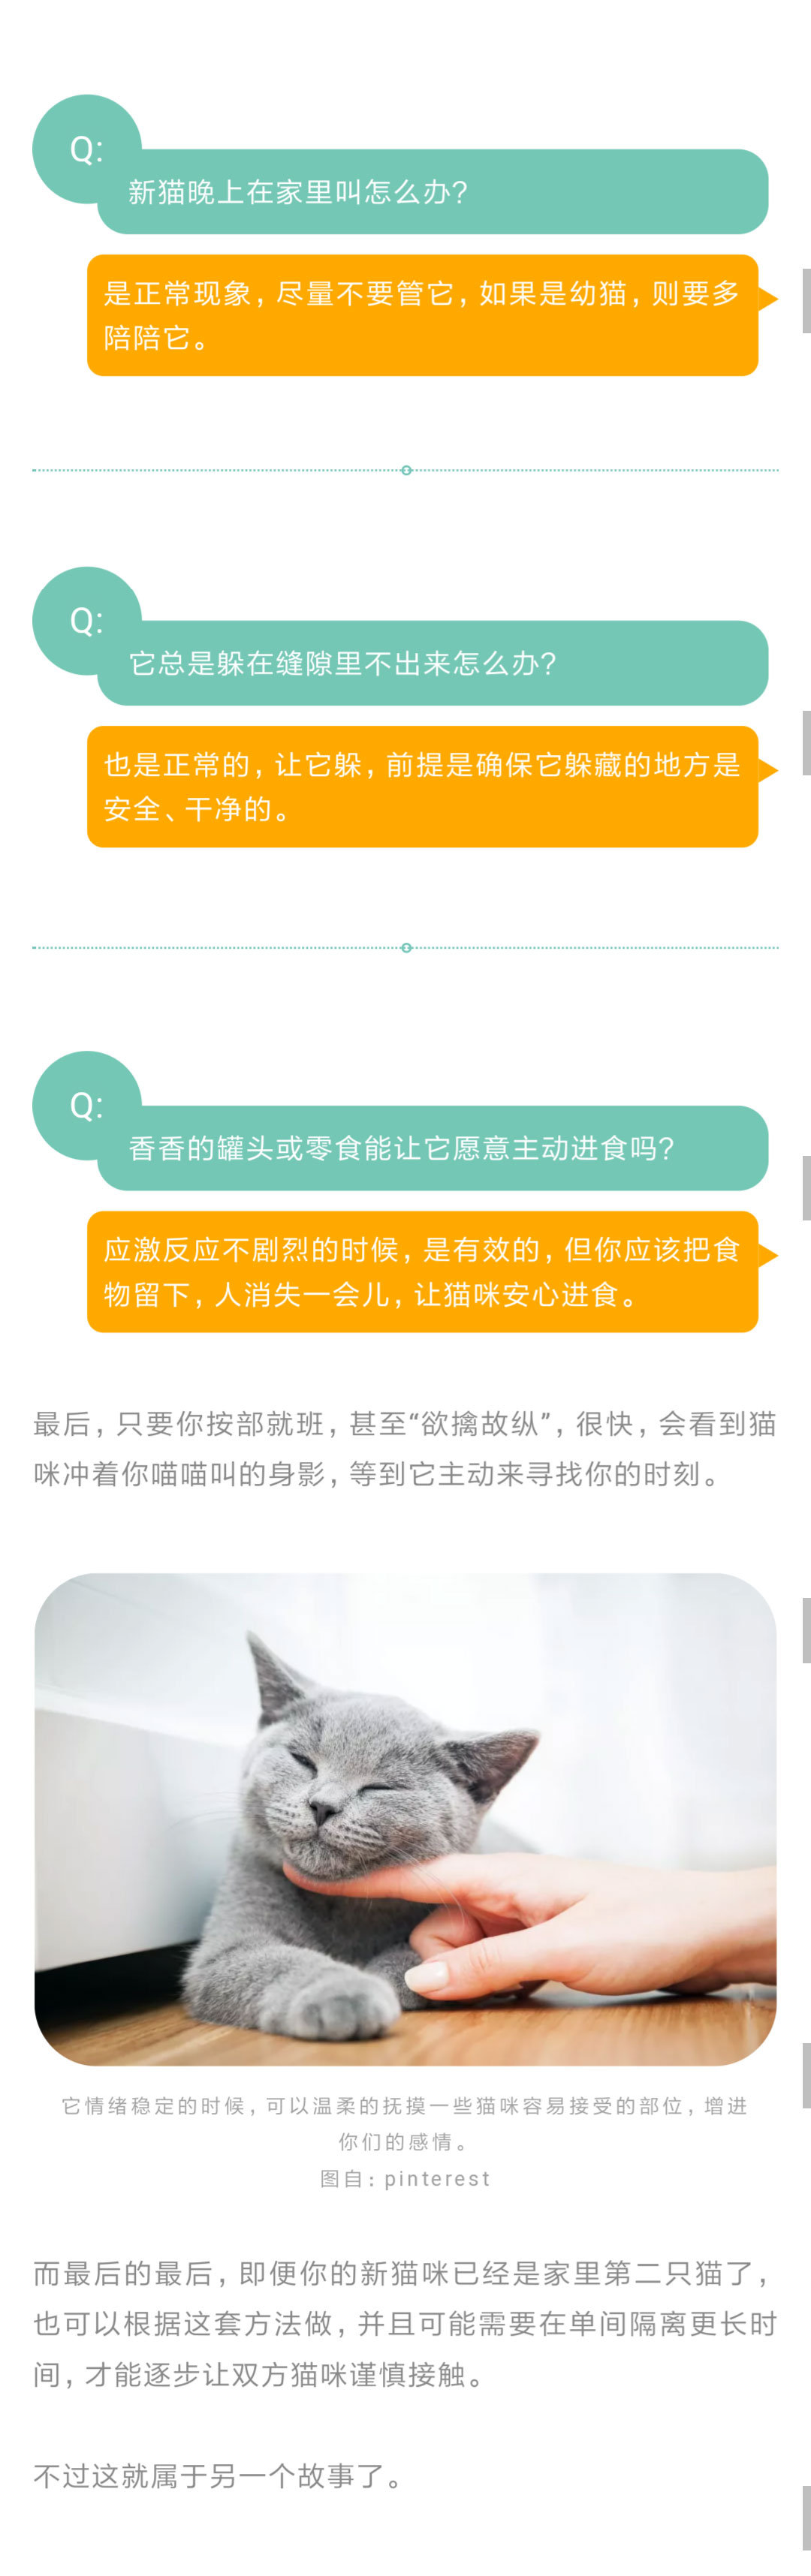 Q:
新猫晚上在家里叫怎么办?
是正常现象，尽量不要管它，如果是幼猫，则要多
陪陪它。
Q:
它总是躲在缝隙里不出来怎么办?
也是正常的，让它躲，前提是确保它躲藏的地方是
安全、干净的。
Q:
香香的罐头或零食能让它愿意主动进食吗?
应激反应不剧烈的时候，是有效的，但你应该把食
物留下，人消失一会儿，让猫咪安心进食。
最后，只要你按部就班，甚至“欲擒故纵”，很快，会看到猫
咪冲着你喵喵叫的身影，等到它主动来寻找你的时刻。
它情绪稳定的时候，可以温柔的抚摸一些猫咪容易接受的部位，增进
你们的感情。
图自：pinterest
而最后的最后，即便你的新猫咪已经是家里第二只猫了，
也可以根据这套方法做，并且可能需要在单间隔离更长时
间，才能逐步让双方猫咪谨慎接触。
不过这就属于另一个故事了。